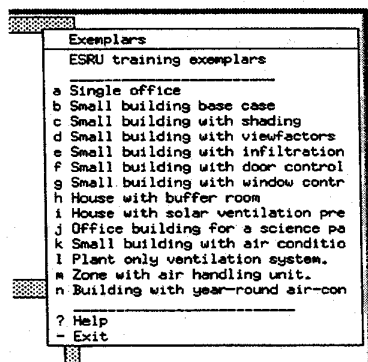 Exemplars
ESRU training exemplars
a Single office
b Small building base case
c Small building with shading
d Small building with viewfactors
e Small building with infiltration
f Small building with door control
g Small building with window contr
h House with buffer room
i House with solar ventilation pre
j Office building for a science pa
k Small building with air conditio
l Plant only ventilation system.
m Zone with air handling unit.
n Building with year-round air-con
? Help
- Exit